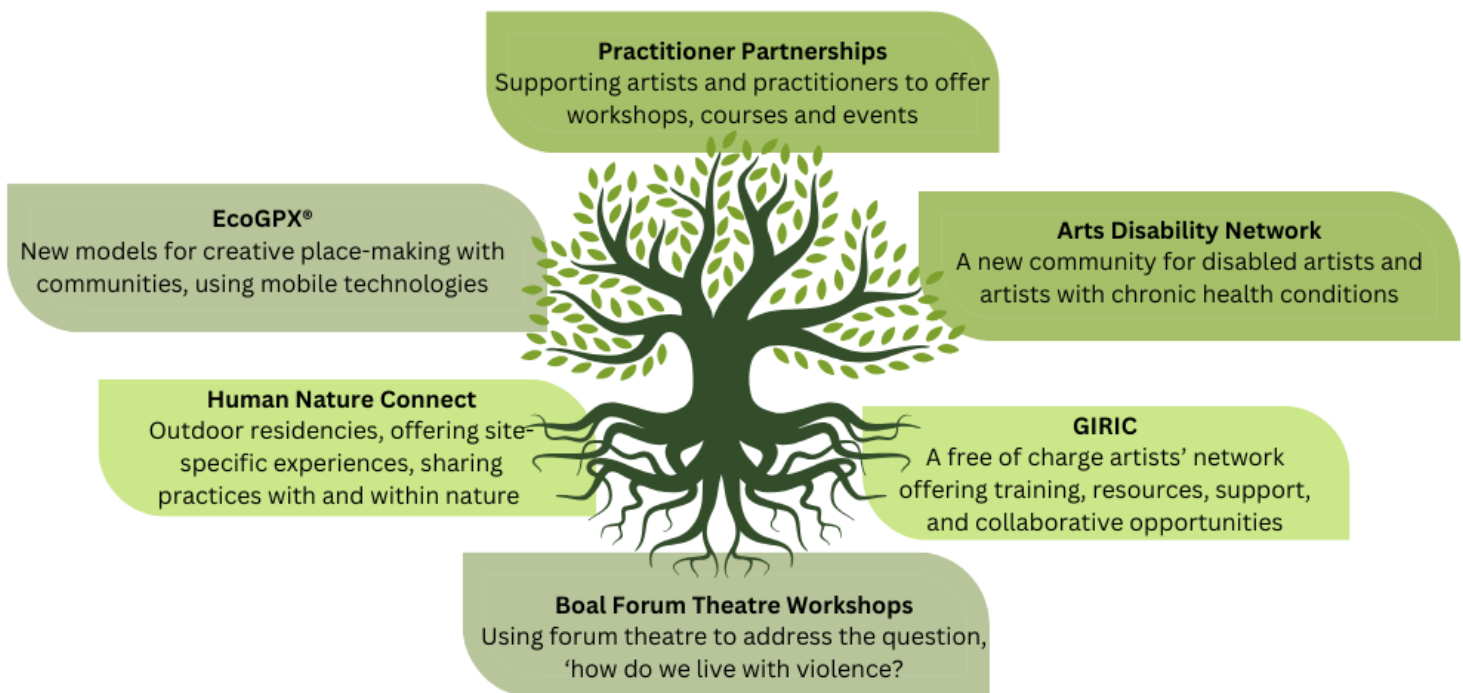 Practitioner Partnerships
Supporting artists and practitioners to offer
workshops, courses and events
EcoGPX®
New models for creative place-making with
communities, using mobile technologies
Arts Disability Network
A new community for disabled artists and
artists with chronic health conditions
Human Nature Connect
Outdoor residencies, offering site-
specific experiences, sharing
practices with and within nature
GIRIC
A free of charge artists’ network
offering training, resources, support,
and collaborative opportunities
Boal Forum Theatre Workshops
Using forum theatre to address the question,
‘how do we live with violence?